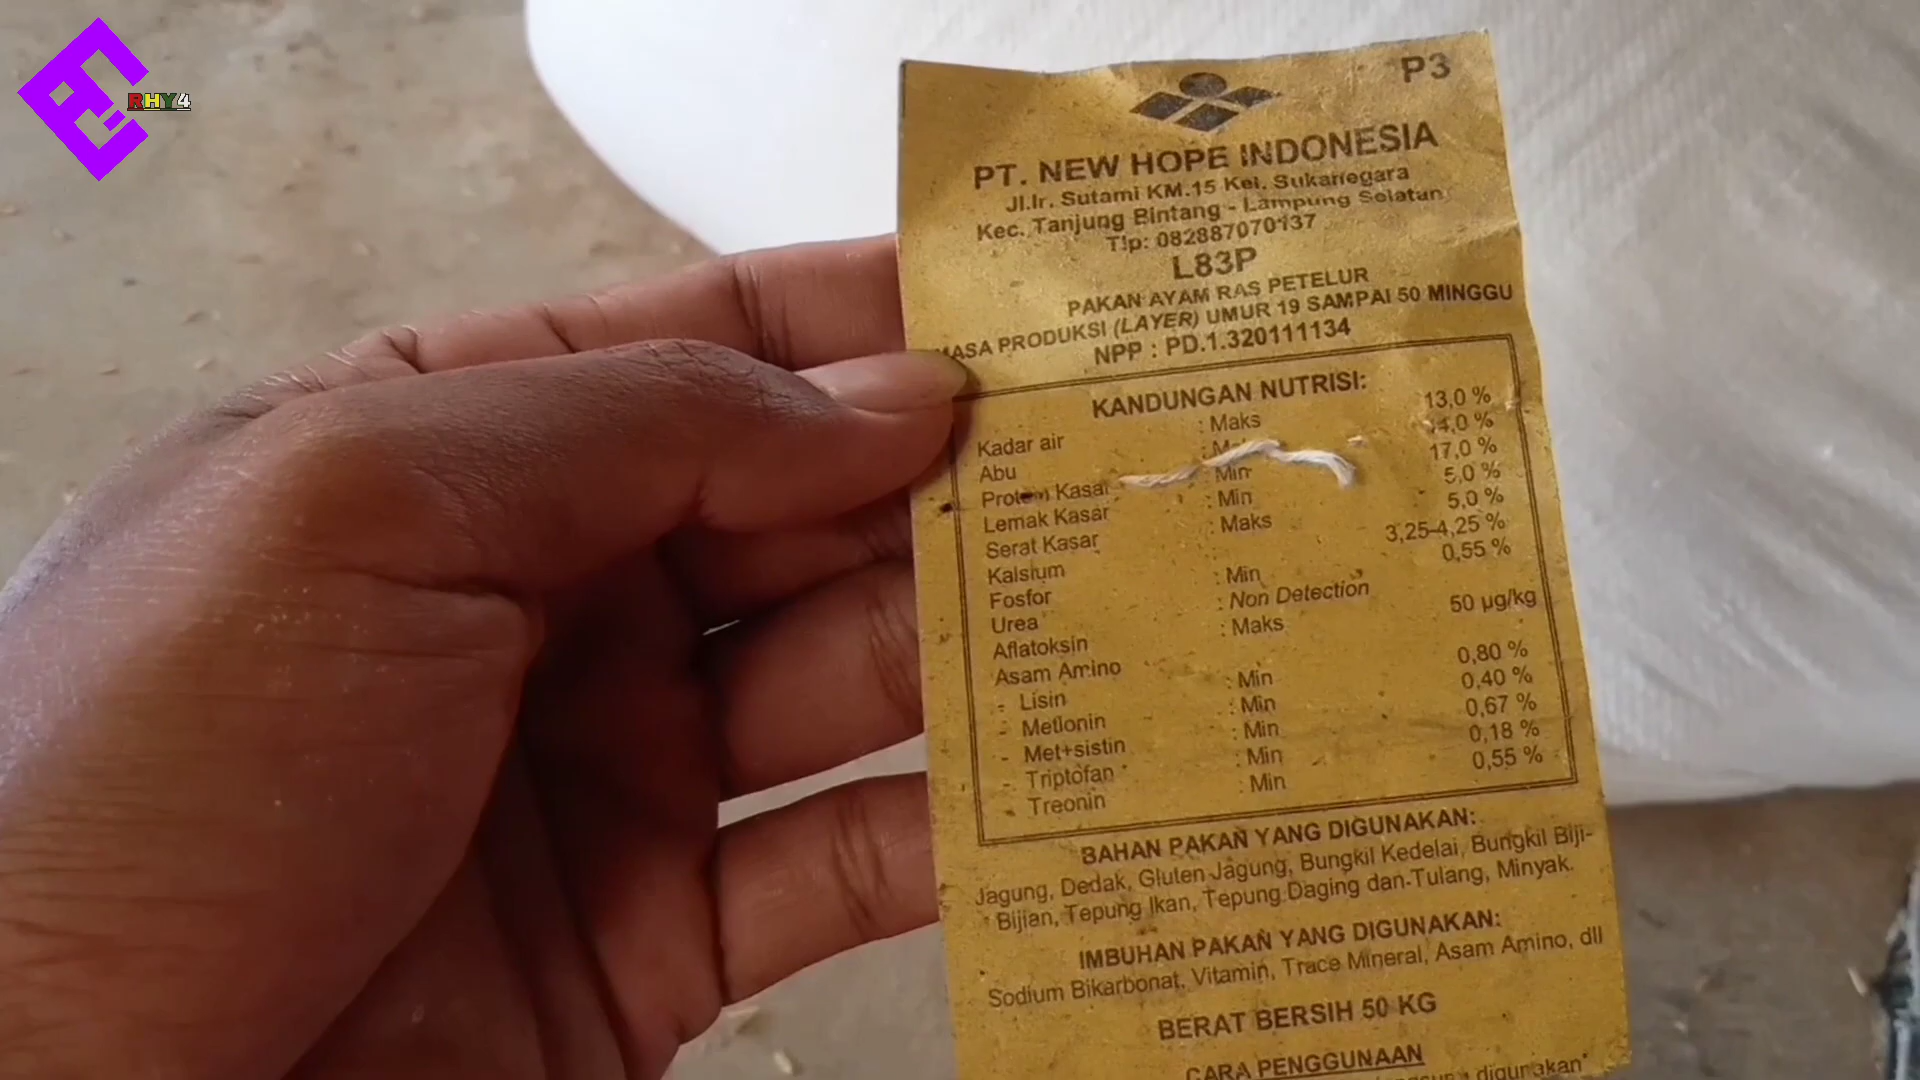 RHY4
P3
PT. NEW HOPE INDONESIA
Jl.Ir. Sutami KM.15 Kel. Sukanegara
Kec. Tanjung Bintang - Lampung Selatan
Tlp: 082887070137
L83P
PAKAN AYAM RAS PETELUR
MASA PRODUKSI (LAYER) UMUR 19 SAMPAI 50 MINGGU
NPP : PD.1.320111134
KANDUNGAN NUTRISI:
Kadar air : Maks 13,0 %
Abu : 14,0 %
Protein Kasar : Min 17,0 %
Lemak Kasar : Min 5,0 %
Serat Kasar : Maks 5,0 %
Kalsium 3,25-4,25 %
Fosfor : Min 0,55 %
Urea : Non Detection
Aflatoksin : Maks 50 µg/kg
Asam Amino
- Lisin : Min 0,80 %
- Metionin : Min 0,40 %
- Met+sistin : Min 0,67 %
- Triptofan : Min 0,18 %
- Treonin : Min 0,55 %
BAHAN PAKAN YANG DIGUNAKAN:
Jagung, Dedak, Gluten Jagung, Bungkil Kedelai, Bungkil Biji-
Bijian, Tepung Ikan, Tepung Daging dan Tulang, Minyak.
IMBUHAN PAKAN YANG DIGUNAKAN:
Sodium Bikarbonat, Vitamin, Trace Mineral, Asam Amino, dll
BERAT BERSIH 50 KG
CARA PENGGUNAAN
digunakan"